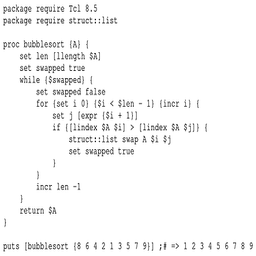 package require Tcl 8.5
package require struct::list
proc bubblesort {A} {
    set len [llength $A]
    set swapped true
    while {$swapped} {
        set swapped false
        for {set i 0} {$i < $len - 1} {incr i} {
            set j [expr {$i + 1}]
            if {[lindex $A $i] > [lindex $A $j]} {
                struct::list swap A $i $j
                set swapped true
            }
        }
        incr len -1
    }
    return $A
}
puts [bubblesort {8 6 4 2 1 3 5 7 9}] ;# => 1 2 3 4 5 6 7 8 9